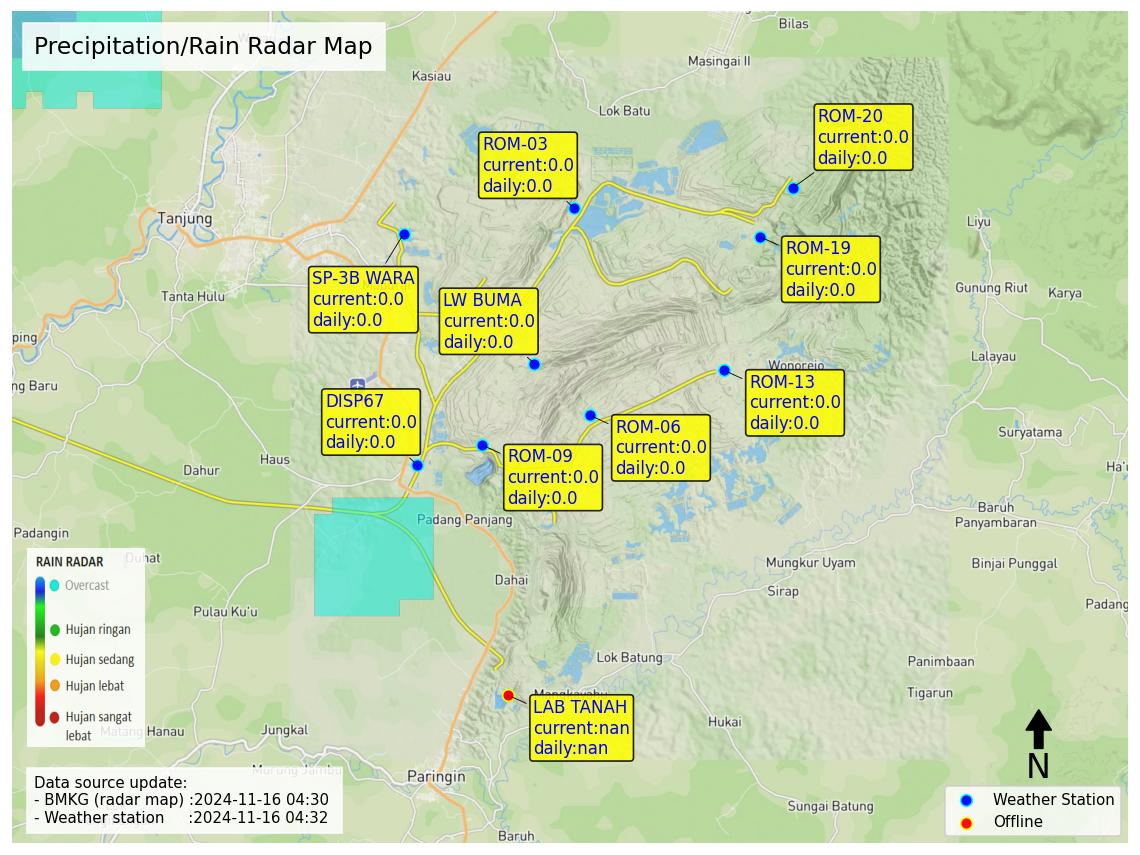 Precipitation/Rain Radar Map
Bilas
Masingai II
Kasiau
Lok Batu
ROM-20
current:0.0
daily:0.0
ROM-03
current:0.0
daily:0.0
Tanjung
Liyu
ROM-19
current:0.0
daily:0.0
SP-3B WARA
current:0.0
daily:0.0
Tanta Hulu
LW BUMA
current:0.0
daily:0.0
Gunung Riut
Karya
ping
Lalayau
ng Baru
Wonorejo
ROM-13
current:0.0
daily:0.0
DISP67
current:0.0
daily:0.0
ROM-06
current:0.0
daily:0.0
Suryatama
ROM-09
current:0.0
daily:0.0
Haus
Dahur
Ha'u
Baruh
Panyambaran
Padang Panjang
Padangin
Duhat
Mungkur Uyam
Binjai Punggal
Dahai
Sirap
Padang
Pulau Ku'u
RAIN RADAR
Overcast
Hujan ringan
Hujan sedang
Hujan lebat
Hujan sangat
lebat
Lok Batung
Panimbaan
Tigarun
Mangkayahu
LAB TANAH
current:nan
daily:nan
Matang Hanau
Jungkal
Hukai
Murung Jambu
Paringin
N
Data source update:
- BMKG (radar map) :2024-11-16 04:30
- Weather station :2024-11-16 04:32
Sungai Batung
Baruh
Weather Station
Offline